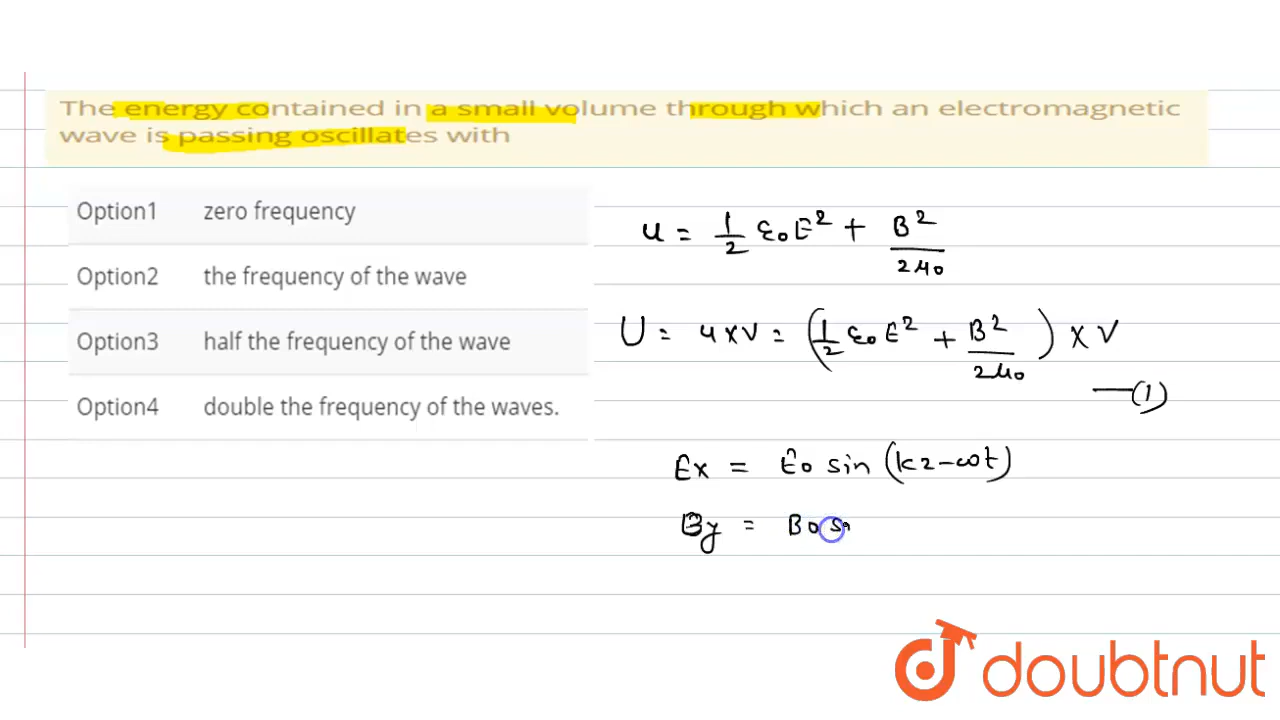 The energy contained in a small volume through which an electromagnetic
wave is passing oscillates with
Option1 zero frequency
Option2 the frequency of the wave
Option3 half the frequency of the wave
Option4 double the frequency of the waves.
u = 1/2 ε0E² + B²/2μ0
U = u×V = (1/2 ε0E² + B²/2μ0) × V
—(1)
Ex = E0 sin (kz-ωt)
By = B0 si
doubtnut